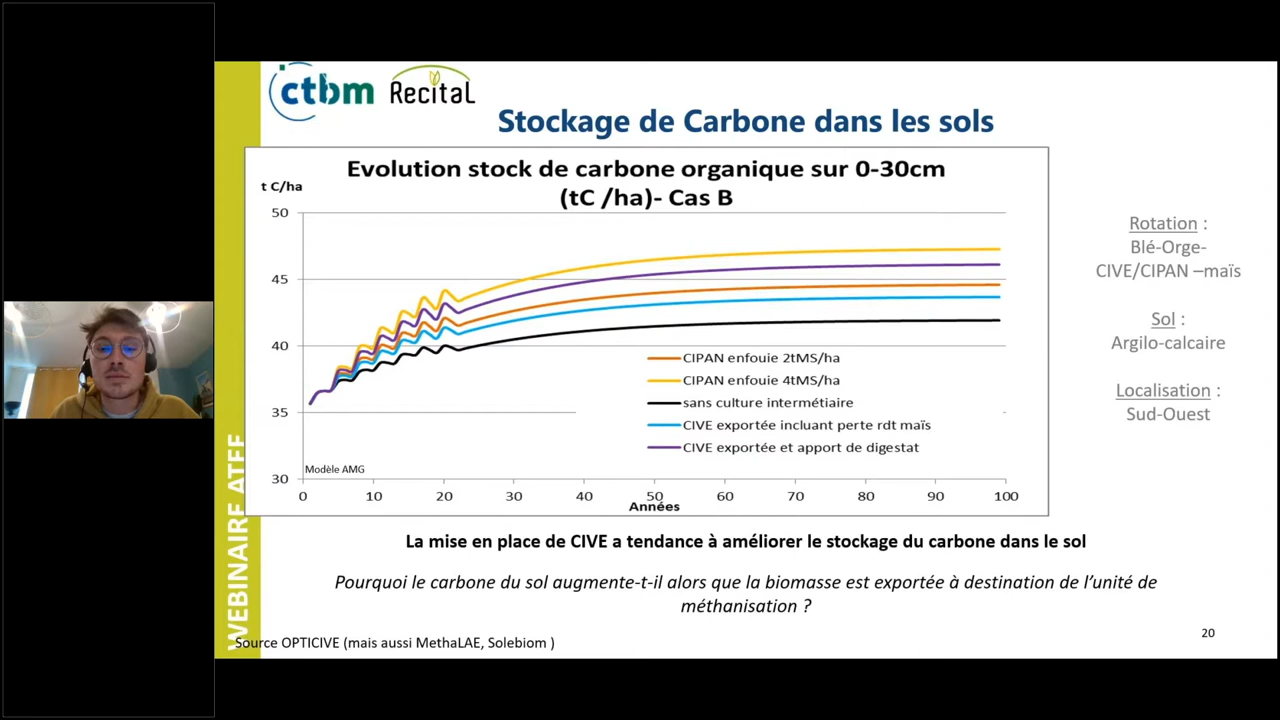 ctbm Recital
Stockage de Carbone dans les sols
Evolution stock de carbone organique sur 0-30cm
(tC /ha)- Cas B
t C/ha
50
45
40
35
30
0 10 20 30 40 50 60 70 80 90 100
Années
Modèle AMG
CIPAN enfouie 2tMS/ha
CIPAN enfouie 4tMS/ha
sans culture intermétiaire
CIVE exportée incluant perte rdt maïs
CIVE exportée et apport de digestat
Rotation :
Blé-Orge-
CIVE/CIPAN –maïs
Sol :
Argilo-calcaire
Localisation :
Sud-Ouest
La mise en place de CIVE a tendance à améliorer le stockage du carbone dans le sol
Pourquoi le carbone du sol augmente-t-il alors que la biomasse est exportée à destination de l'unité de
méthanisation ?
Source OPTICIVE (mais aussi MethaLAE, Solebiom )
20
WEBINAIRE ATEE